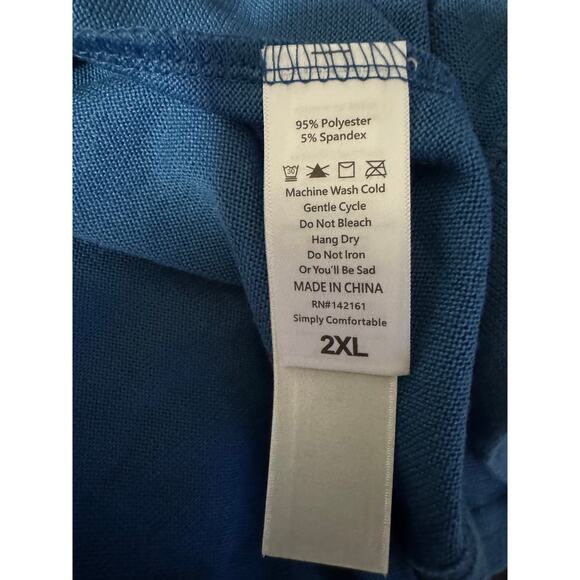 95% Polyester
5% Spandex
30
Machine Wash Cold
Gentle Cycle
Do Not Bleach
Hang Dry
Do Not Iron
Or You'll Be Sad
MADE IN CHINA
RN#142161
Simply Comfortable
2XL